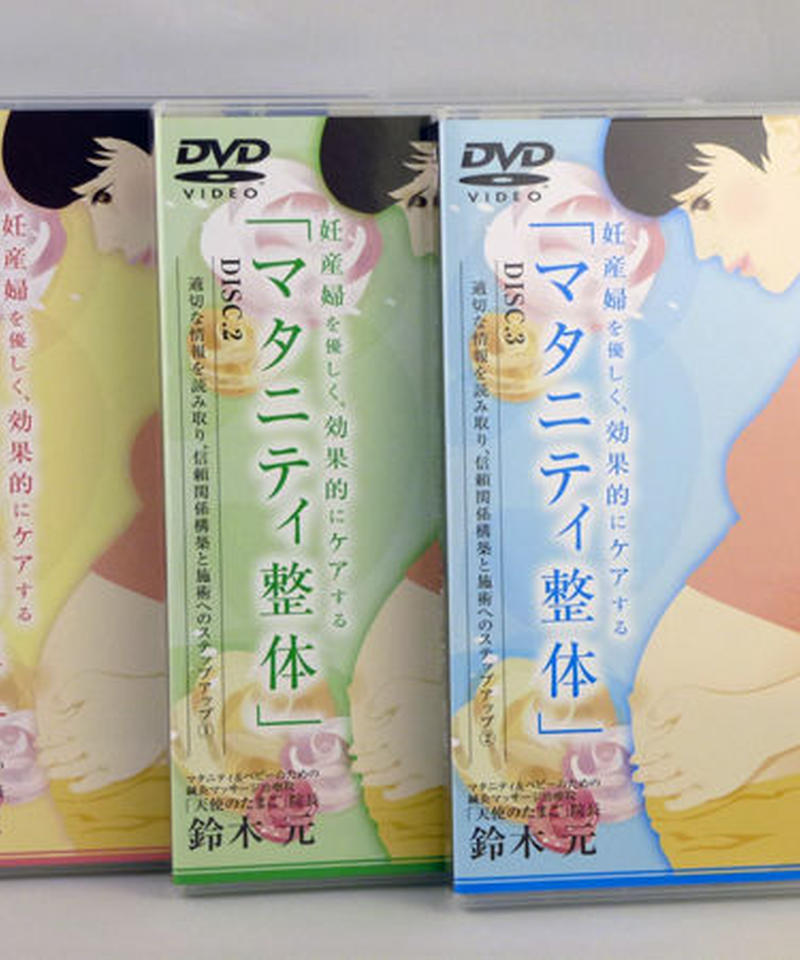 妊産婦を優しく、効果的にケアする
DVD
VIDEO
妊産婦を優しく、効果的にケアする
「マタニティ整体」
DISC.2
適切な情報を読み取り、信頼関係構築と施術へのステップアップ①
マタニティ&ベビーのための
鍼灸マッサージ治療院
「天使のたまご」院長
鈴木 元
DVD
VIDEO
妊産婦を優しく、効果的にケアする
「マタニティ整体」
DISC.3
適切な情報を読み取り、信頼関係構築と施術へのステップアップ②
マタニティ&ベビーのための
鍼灸マッサージ治療院
「天使のたまご」院長
鈴木 元